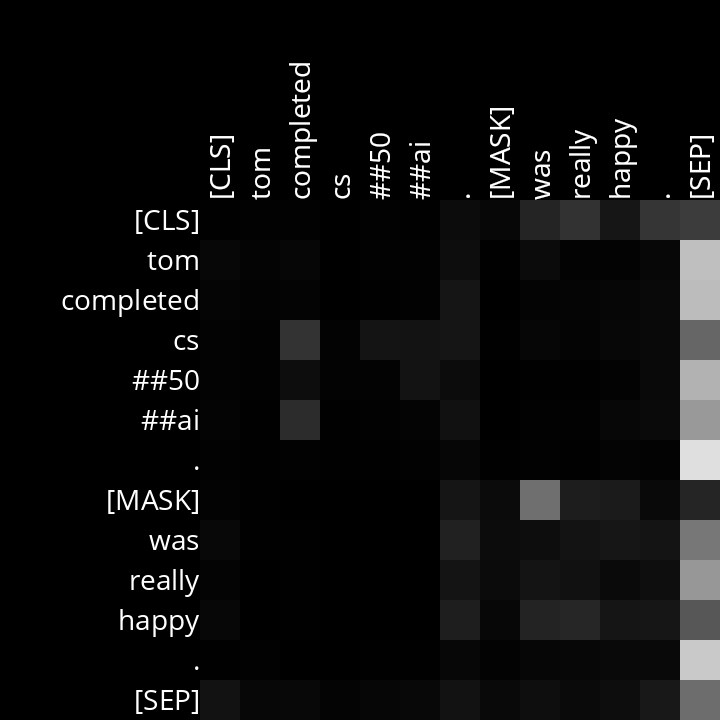 [CLS] tom completed cs ##50 ##ai . [MASK] was really happy . [SEP]
[CLS]
tom
completed
cs
##50
##ai
.
[MASK]
was
really
happy
.
[SEP]